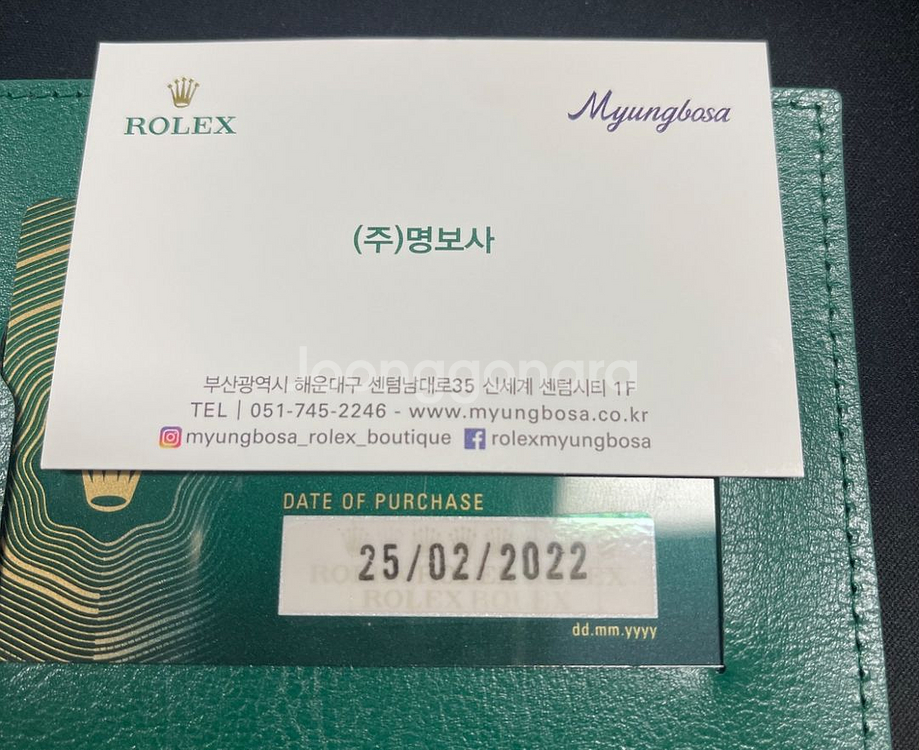 ROLEX
Myungbosa
(주)명보사
joonggonara
부산광역시 해운대구 센텀남대로35 신세계 센텀시티 1F
TEL | 051-745-2246 - www.myungbosa.co.kr
myungbosa_rolex_boutique rolexmyungbosa
DATE OF PURCHASE
25/02/2022
ROLEX ROLEX
dd.mm.yyyy